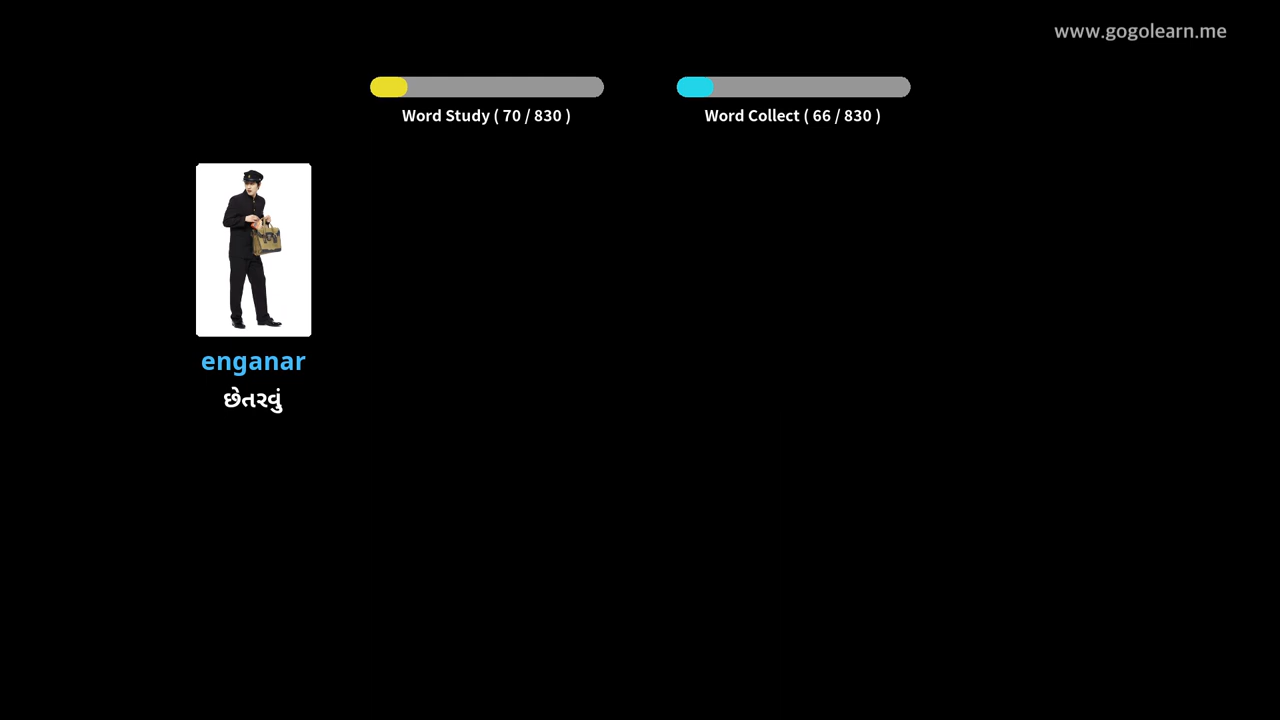 www.gogolearn.me
Word Study ( 70 / 830 )
Word Collect ( 66 / 830 )
enganar
છેતરવું